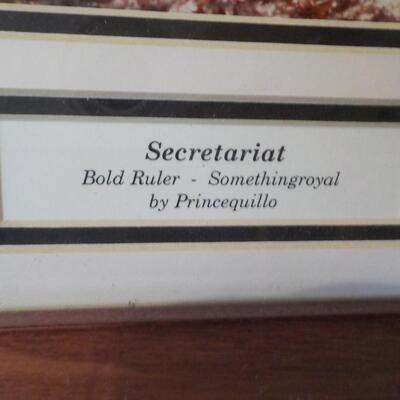 Secretariat
Bold Ruler - Somethingroyal
by Princequillo